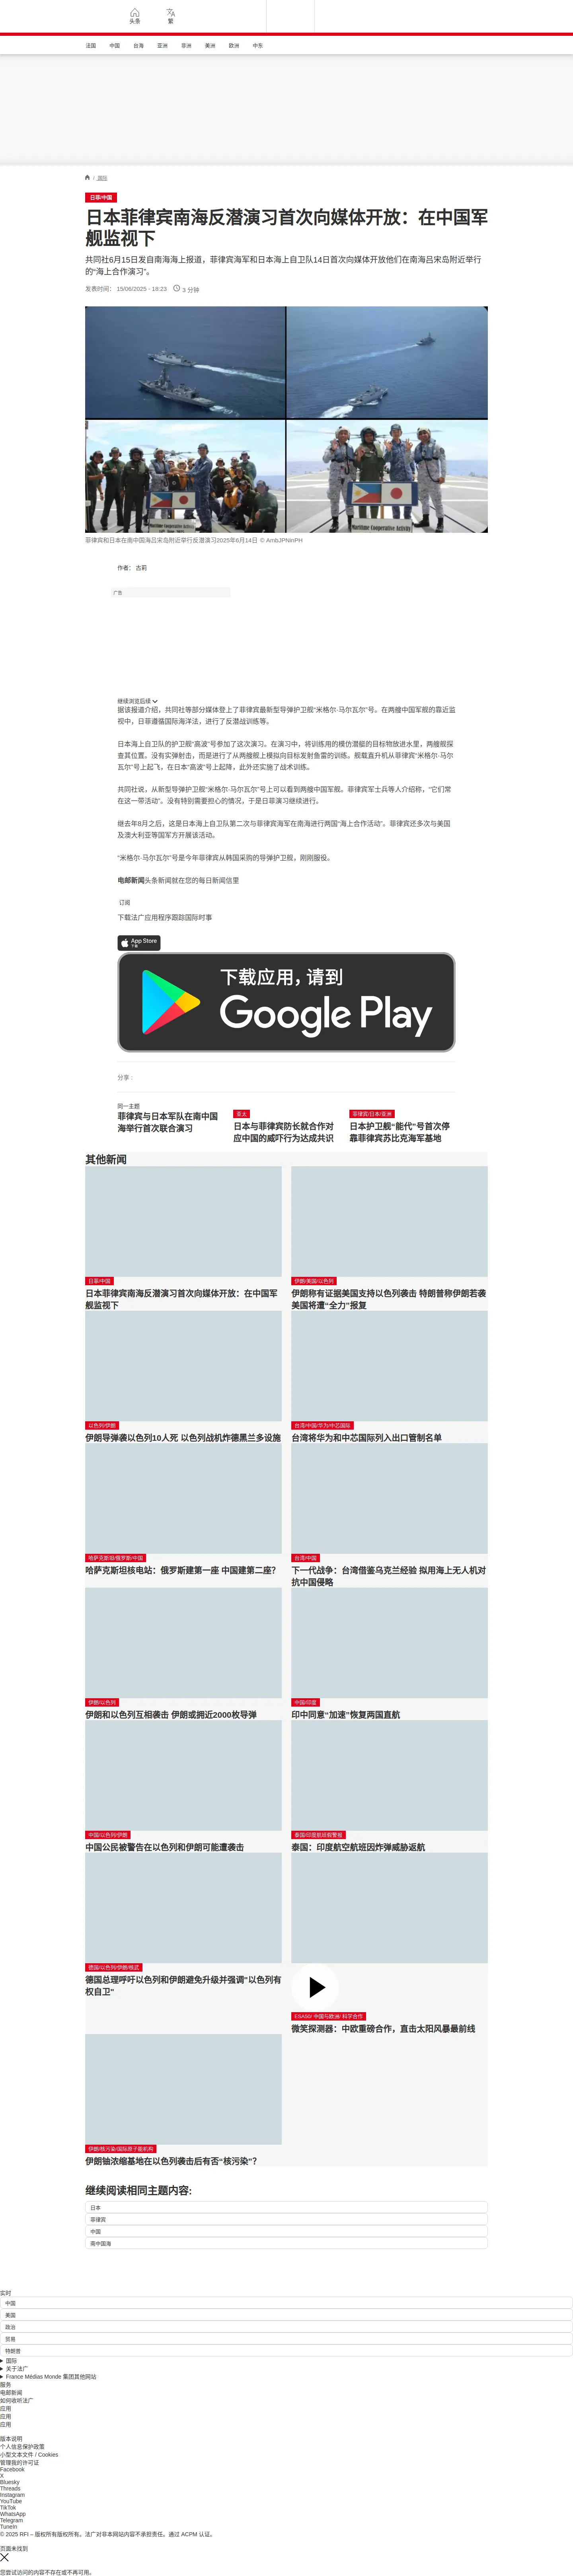 头条
繁
法国 中国 台海 亚洲 非洲 美洲 欧洲 中东
/ 国际
日菲/中国
日本菲律宾南海反潜演习首次向媒体开放：在中国军
舰监视下
共同社6月15日发自南海海上报道，菲律宾海军和日本海上自卫队14日首次向媒体开放他们在南海吕宋岛附近举行
的“海上合作演习”。
发表时间： 15/06/2025 - 18:23 3 分钟
Maritime Cooperative Activity
Maritime Cooperative Activity
菲律宾和日本在南中国海吕宋岛附近举行反潜演习2025年6月14日 © AmbJPNinPH
作者： 古莉
广告
继续浏览后续
据该报道介绍，共同社等部分媒体登上了菲律宾最新型导弹护卫舰“米格尔·马尔瓦尔”号。在两艘中国军舰的靠近监
视中，日菲遵循国际海洋法，进行了反潜战训练等。
日本海上自卫队的护卫舰“高波”号参加了这次演习。在演习中，将训练用的模仿潜艇的目标物放进水里，两艘舰探
查其位置。没有实弹射击，而是进行了从两艘舰上模拟向目标发射鱼雷的训练。舰载直升机从菲律宾“米格尔·马尔
瓦尔”号上起飞，在日本“高波”号上起降，此外还实施了战术训练。
共同社说，从新型导弹护卫舰“米格尔·马尔瓦尔”号上可以看到两艘中国军舰。菲律宾军士兵等人介绍称，“它们常
在这一带活动”。没有特别需要担心的情况，于是日菲演习继续进行。
继去年8月之后，这是日本海上自卫队第二次与菲律宾海军在南海进行两国“海上合作活动”。菲律宾还多次与美国
及澳大利亚等国军方开展该活动。
“米格尔·马尔瓦尔”号是今年菲律宾从韩国采购的导弹护卫舰，刚刚服役。
电邮新闻头条新闻就在您的每日新闻信里
订阅
下载法广应用程序跟踪国际时事
App Store
下载
下载应用，请到
Google Play
分享 :
同一主题
菲律宾与日本军队在南中国
海举行首次联合演习
亚太
日本与菲律宾防长就合作对
应中国的威吓行为达成共识
菲律宾/日本/亚洲
日本护卫舰“能代”号首次停
靠菲律宾苏比克海军基地
其他新闻
日菲/中国
日本菲律宾南海反潜演习首次向媒体开放：在中国军
舰监视下
伊朗/美国/以色列
伊朗称有证据美国支持以色列袭击 特朗普称伊朗若袭
美国将遭“全力”报复
以色列/伊朗
伊朗导弹袭以色列10人死 以色列战机炸德黑兰多设施
台湾/中国/华为/中芯国际
台湾将华为和中芯国际列入出口管制名单
哈萨克斯坦/俄罗斯/中国
哈萨克斯坦核电站：俄罗斯建第一座 中国建第二座？
台湾/中国
下一代战争：台湾借鉴乌克兰经验 拟用海上无人机对
抗中国侵略
伊朗/以色列
伊朗和以色列互相袭击 伊朗或拥近2000枚导弹
中国/印度
印中同意“加速”恢复两国直航
中国/以色列/伊朗
中国公民被警告在以色列和伊朗可能遭袭击
泰国/印度航班假警报
泰国：印度航空航班因炸弹威胁返航
德国/以色列/伊朗/核武
德国总理呼吁以色列和伊朗避免升级并强调“以色列有
权自卫”
ESA50/ 中国与欧洲/ 科学合作
微笑探测器：中欧重磅合作，直击太阳风暴最前线
伊朗/核污染/国际原子能机构
伊朗铀浓缩基地在以色列袭击后有否“核污染”？
继续阅读相同主题内容:
日本
菲律宾
中国
南中国海
实时
中国
美国
政治
贸易
特朗普
国际
关于法广
France Médias Monde 集团其他网站
服务
电邮新闻
如何收听法广
应用
应用
应用
版本说明
个人信息保护政策
小型文本文件 / Cookies
管理我的许可证
Facebook
X
Bluesky
Threads
Instagram
YouTube
TikTok
WhatsApp
Telegram
TuneIn
© 2025 RFI – 版权所有版权所有。法广对非本网站内容不承担责任。通过 ACPM 认证。
页面未找到
您尝试访问的内容不存在或不再可用。